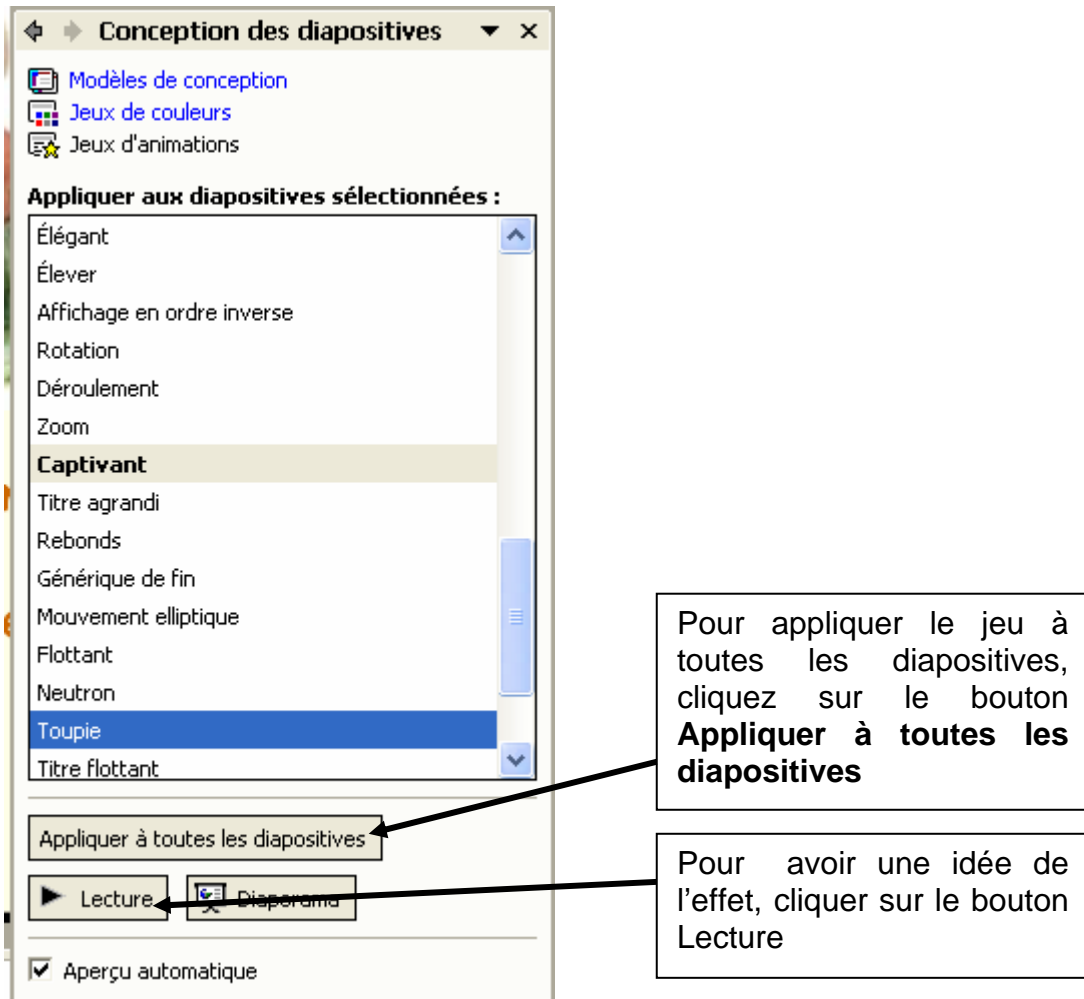 Conception des diapositives
Modèles de conception
Jeux de couleurs
Jeux d'animations
Appliquer aux diapositives sélectionnées :
Élégant
Élever
Affichage en ordre inverse
Rotation
Déroulement
Zoom
Captivant
Titre agrandi
Rebonds
Générique de fin
Mouvement elliptique
Flottant
Neutron
Toupie
Titre flottant
Appliquer à toutes les diapositives
Lecture
Diaporama
Aperçu automatique
Pour appliquer le jeu à
toutes les diapositives,
cliquez sur le bouton
Appliquer à toutes les
diapositives
Pour avoir une idée de
l’effet, cliquer sur le bouton
Lecture